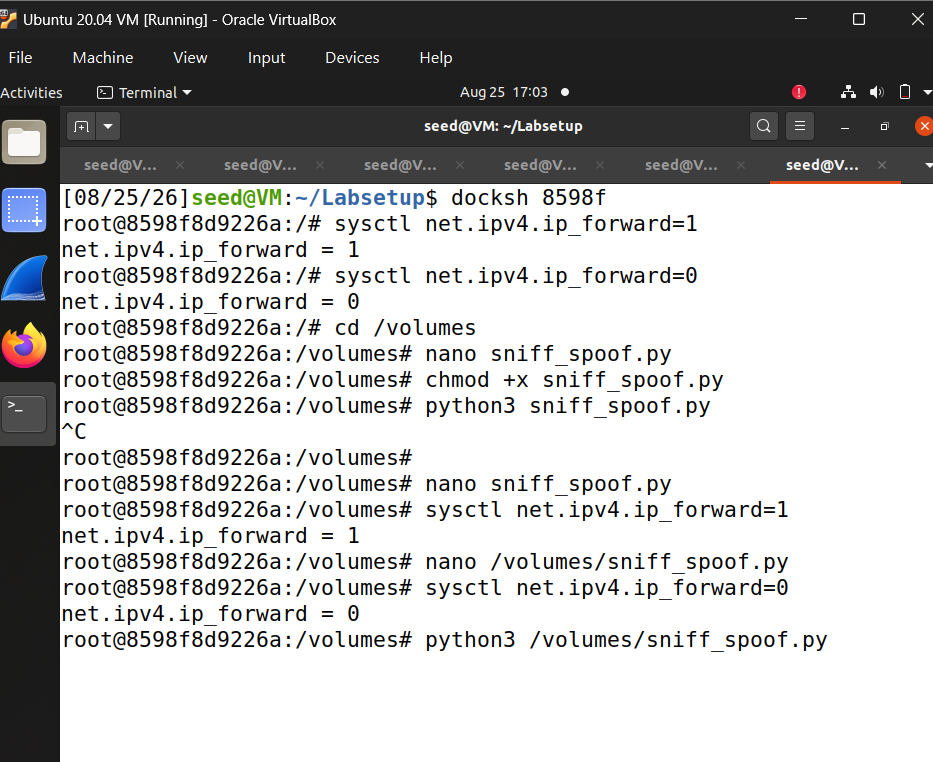 Ubuntu 20.04 VM [Running] - Oracle VirtualBox
File Machine View Input Devices Help
Activities Terminal Aug 25 17:03
seed@VM: ~/Labsetup
seed@V... seed@V... seed@V... seed@V... seed@V... seed@V...
[08/25/26]seed@VM:~/Labsetup$ docksh 8598f
root@8598f8d9226a:/# sysctl net.ipv4.ip_forward=1
net.ipv4.ip_forward = 1
root@8598f8d9226a:/# sysctl net.ipv4.ip_forward=0
net.ipv4.ip_forward = 0
root@8598f8d9226a:/# cd /volumes
root@8598f8d9226a:/volumes# nano sniff_spoof.py
root@8598f8d9226a:/volumes# chmod +x sniff_spoof.py
root@8598f8d9226a:/volumes# python3 sniff_spoof.py
^C
root@8598f8d9226a:/volumes#
root@8598f8d9226a:/volumes# nano sniff_spoof.py
root@8598f8d9226a:/volumes# sysctl net.ipv4.ip_forward=1
net.ipv4.ip_forward = 1
root@8598f8d9226a:/volumes# nano /volumes/sniff_spoof.py
root@8598f8d9226a:/volumes# sysctl net.ipv4.ip_forward=0
net.ipv4.ip_forward = 0
root@8598f8d9226a:/volumes# python3 /volumes/sniff_spoof.py